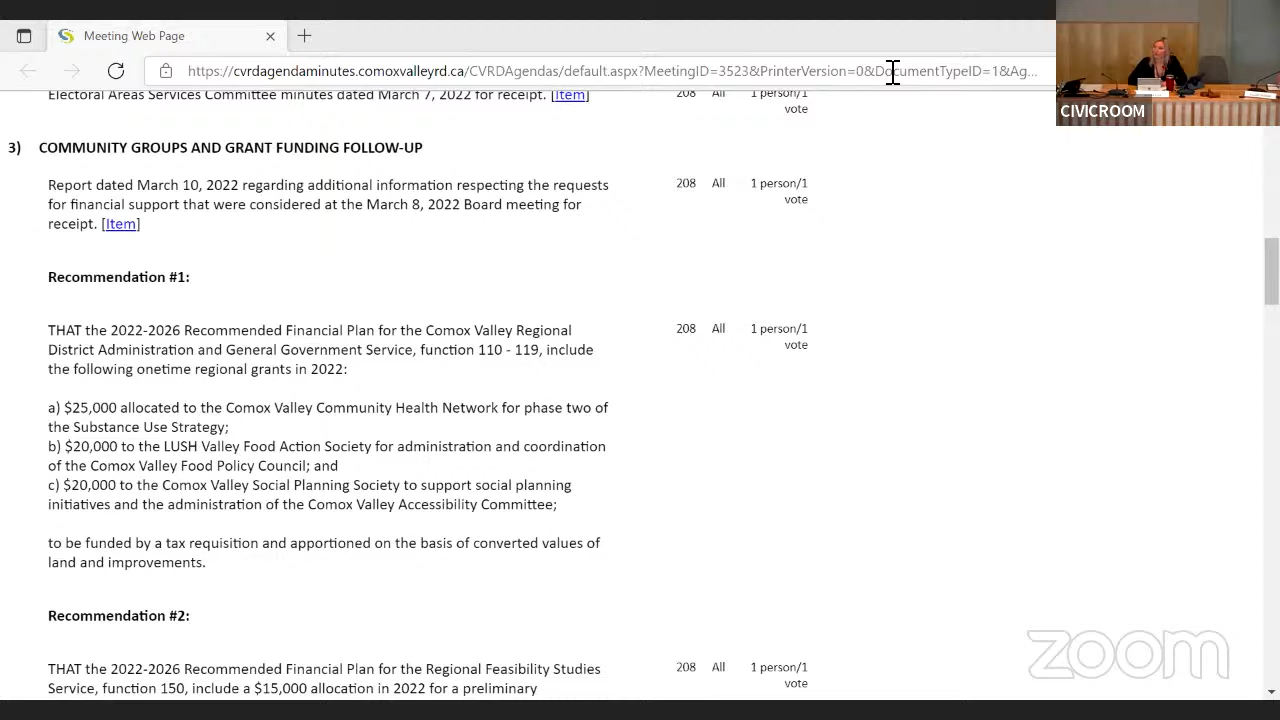 Meeting Web Page
https://cvrdagendaminutes.comoxvalleyrd.ca/CVRDAgendas/default.aspx?MeetingID=3523&PrinterVersion=0&DocumentTypeID=1&Ag...
CIVICROOM
Electoral Areas Services Committee minutes dated March 7, 2022 for receipt. [Item] 208 All 1 person/1
vote
3) COMMUNITY GROUPS AND GRANT FUNDING FOLLOW-UP
Report dated March 10, 2022 regarding additional information respecting the requests 208 All 1 person/1
for financial support that were considered at the March 8, 2022 Board meeting for vote
receipt. [Item]
Recommendation #1:
THAT the 2022-2026 Recommended Financial Plan for the Comox Valley Regional 208 All 1 person/1
District Administration and General Government Service, function 110 - 119, include vote
the following onetime regional grants in 2022:
a) $25,000 allocated to the Comox Valley Community Health Network for phase two of
the Substance Use Strategy;
b) $20,000 to the LUSH Valley Food Action Society for administration and coordination
of the Comox Valley Food Policy Council; and
c) $20,000 to the Comox Valley Social Planning Society to support social planning
initiatives and the administration of the Comox Valley Accessibility Committee;
to be funded by a tax requisition and apportioned on the basis of converted values of
land and improvements.
Recommendation #2:
THAT the 2022-2026 Recommended Financial Plan for the Regional Feasibility Studies 208 All 1 person/1
Service, function 150, include a $15,000 allocation in 2022 for a preliminary vote
zoom